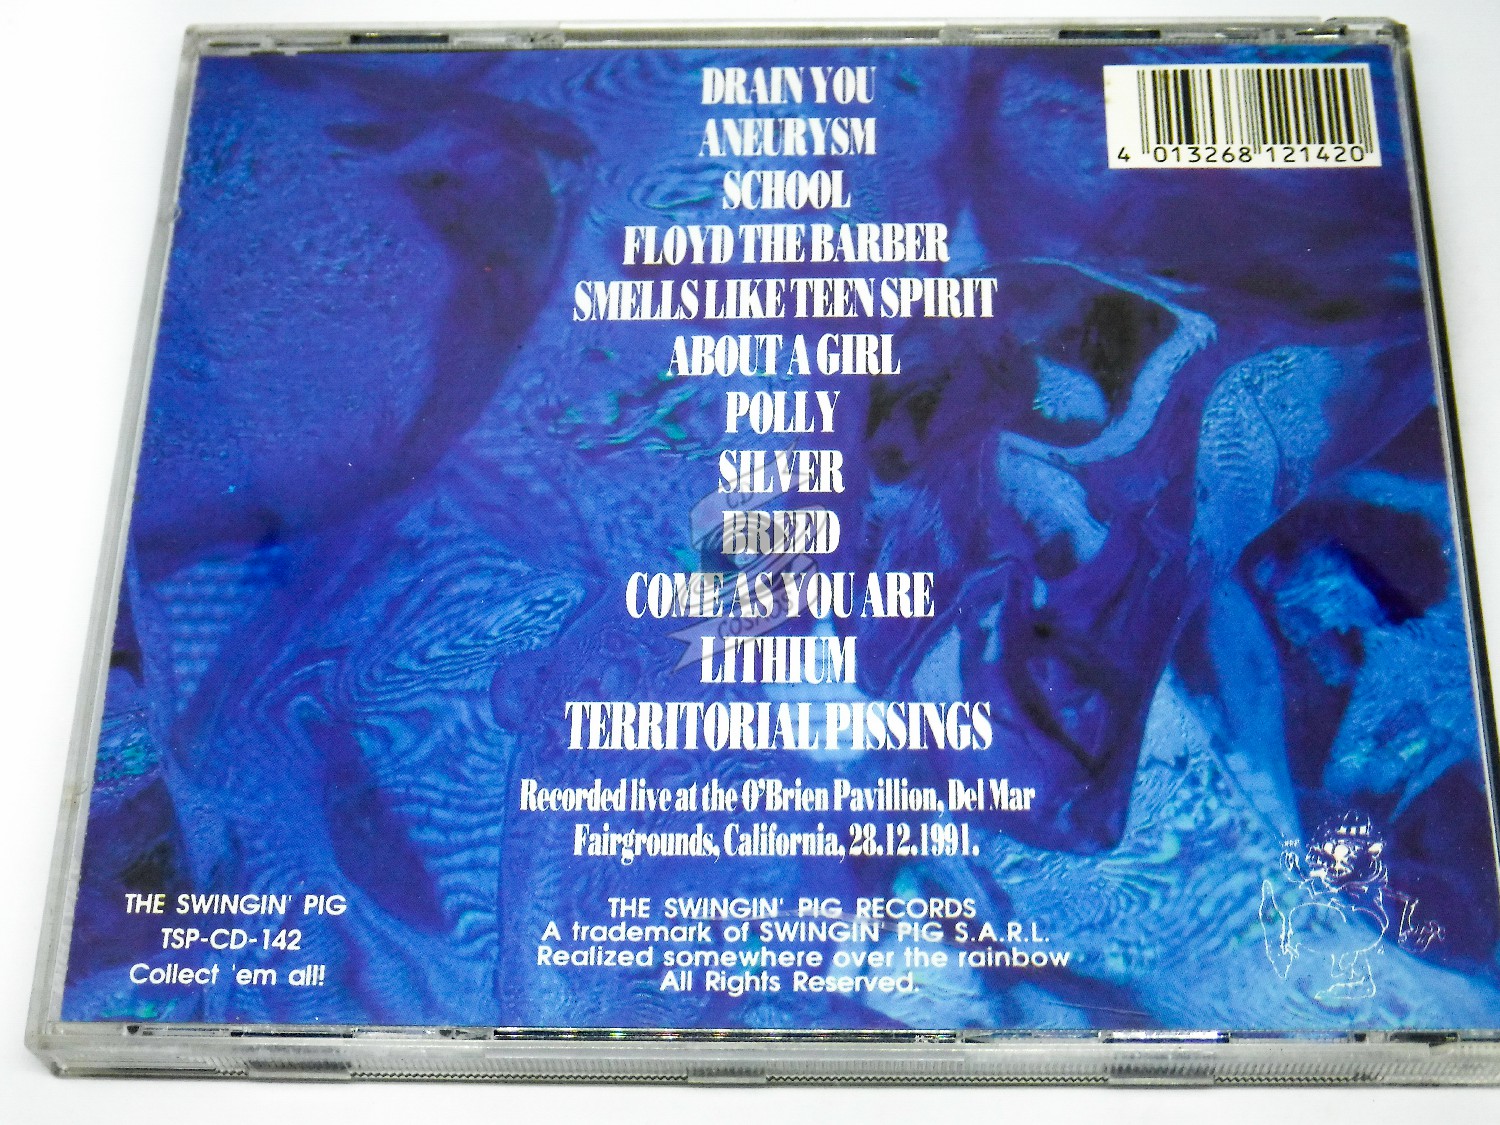 DRAIN YOU
ANEURYSM
SCHOOL
FLOYD THE BARBER
SMELLS LIKE TEEN SPIRIT
ABOUT A GIRL
POLLY
SILVER
BREED
COME AS YOU ARE
LITHIUM
TERRITORIAL PISSINGS
Recorded live at the O'Brien Pavillion, Del Mar
Fairgrounds, California, 28.12.1991.
4 013268 121420
CD
COSMOS
THE SWINGIN' PIG
TSP-CD-142
Collect 'em all!
THE SWINGIN' PIG RECORDS
A trademark of SWINGIN' PIG S.A.R.L.
Realized somewhere over the rainbow
All Rights Reserved.